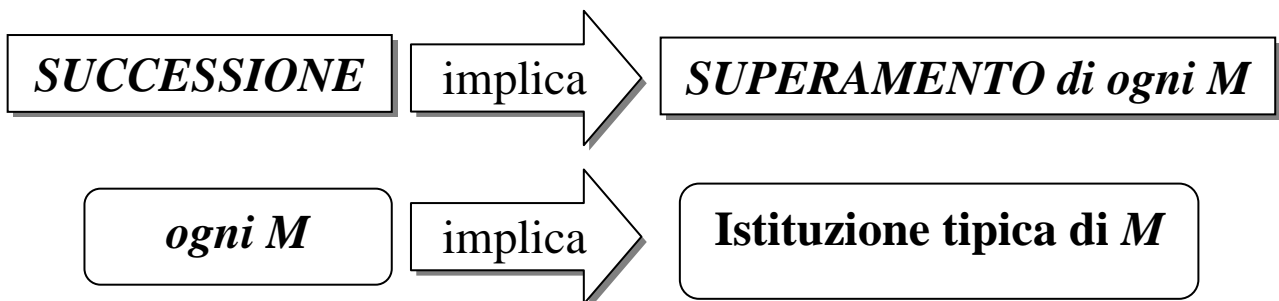 SUCCESSIONE implica SUPERAMENTO di ogni M
ogni M implica Istituzione tipica di M